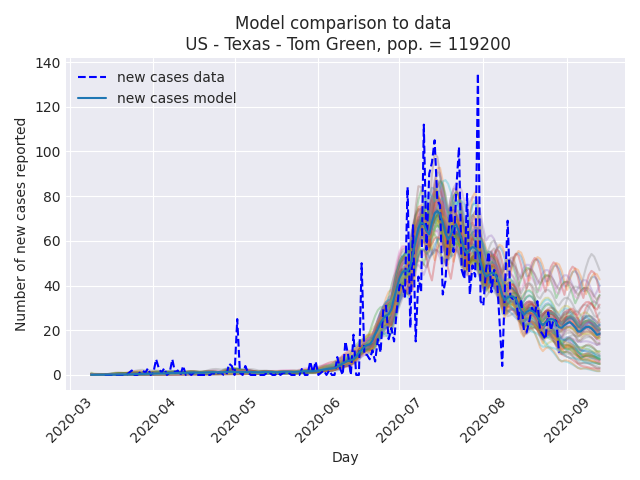 Model comparison to data
US - Texas - Tom Green, pop. = 119200
140
120
100
80
60
40
20
0
Number of new cases reported
new cases data
new cases model
2020-03
2020-04
2020-05
2020-06
2020-07
2020-08
2020-09
Day